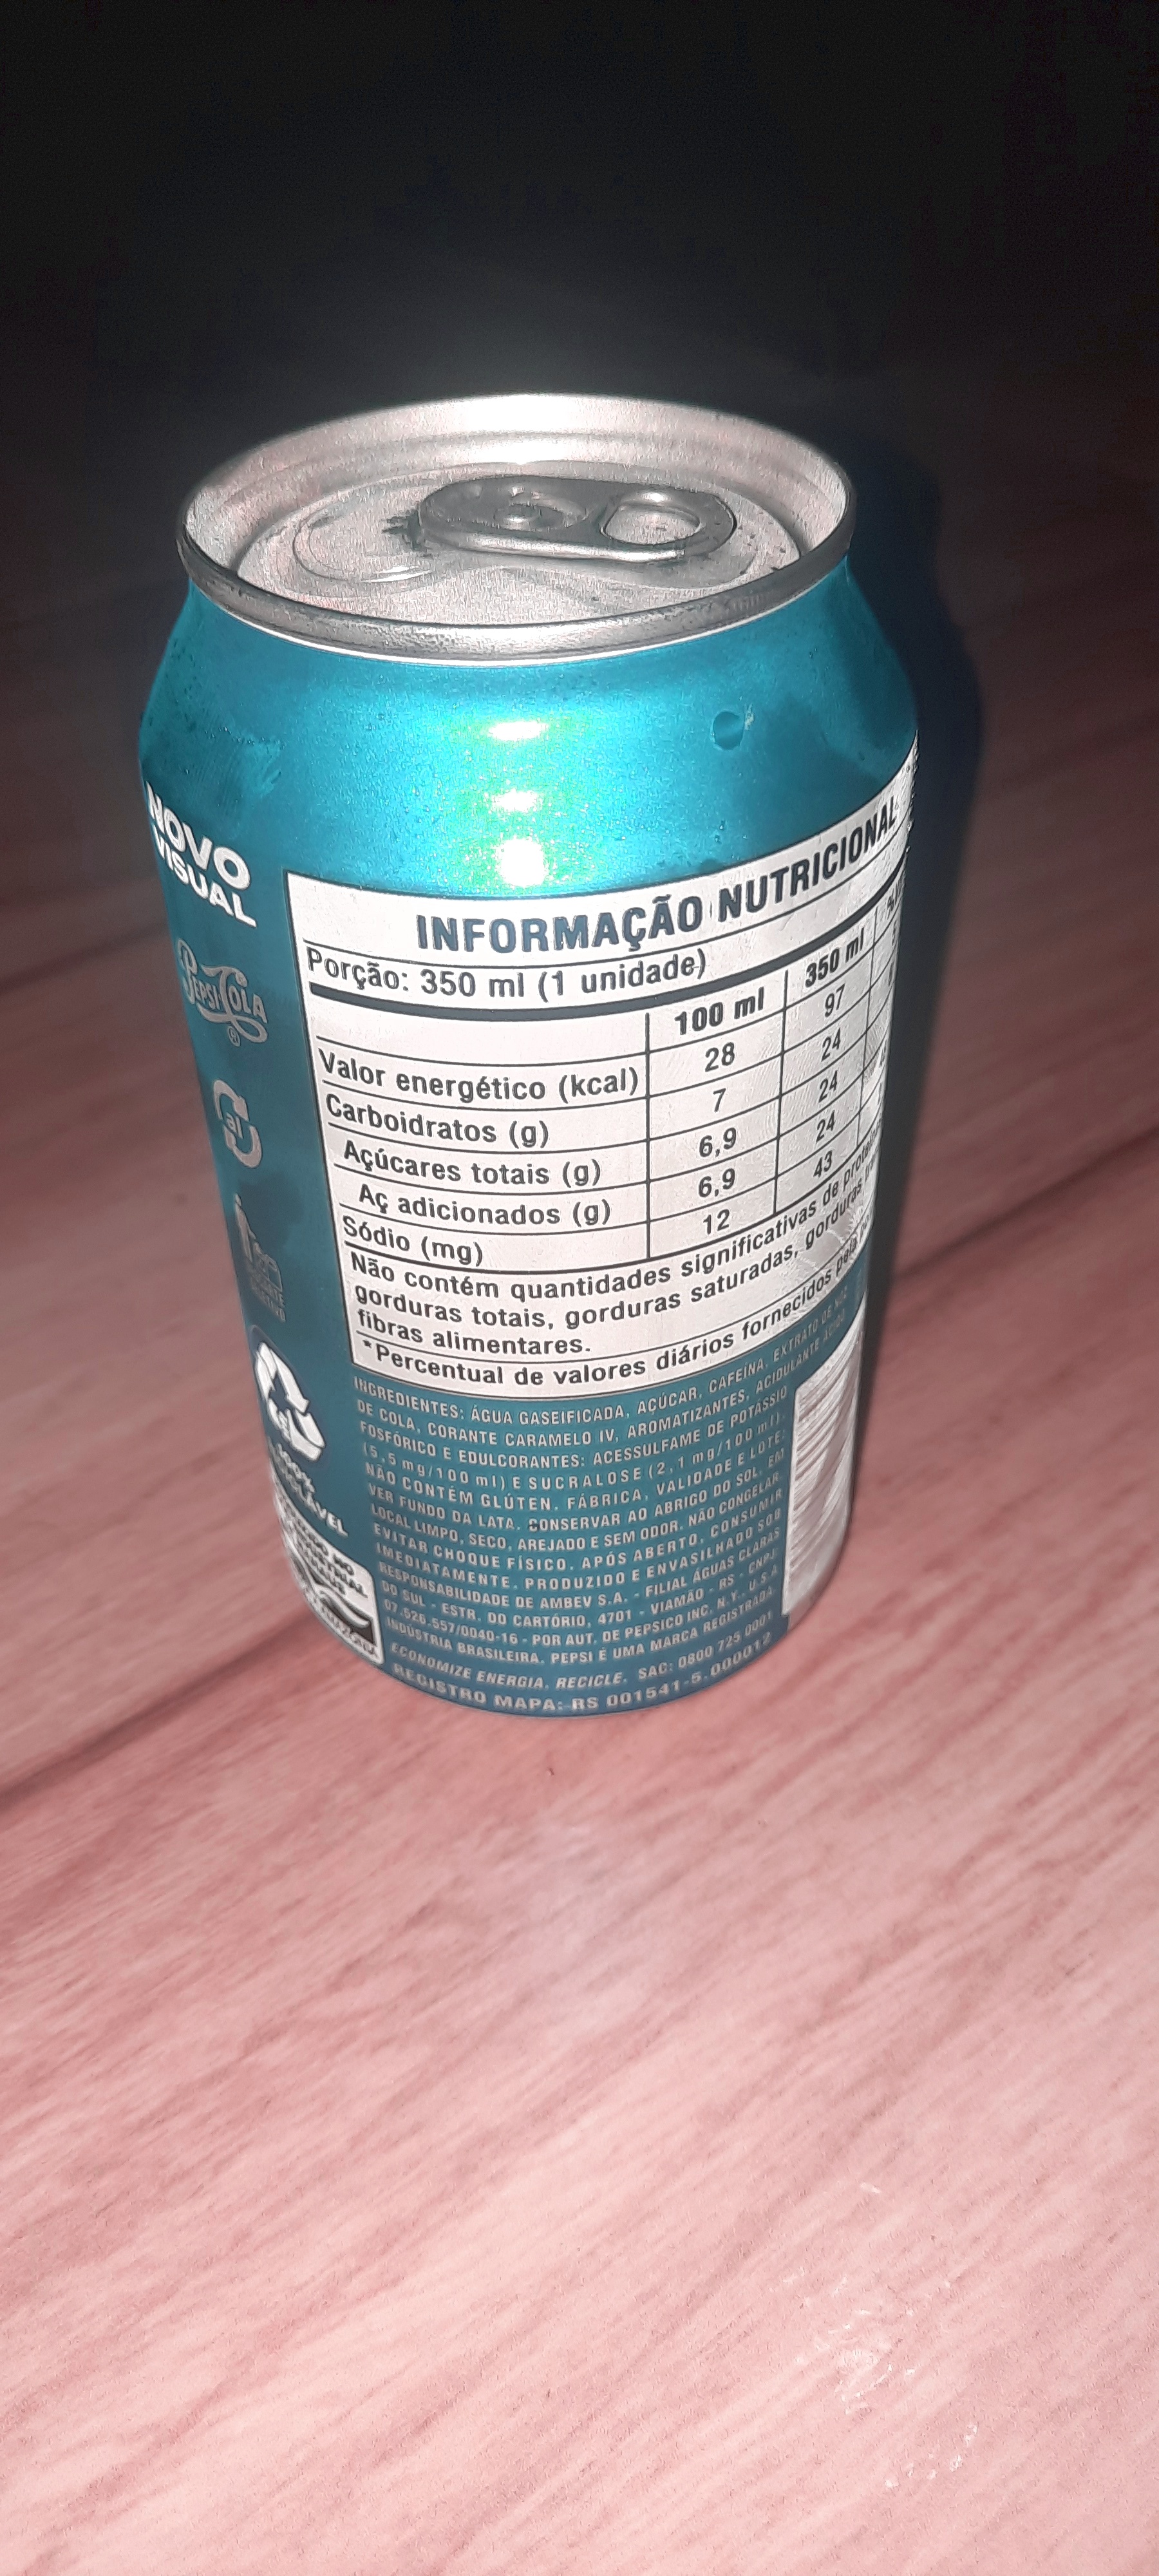 NOVO
VISUAL
PEPSI-COLA
®
al
100%
INFORMAÇÃO NUTRICIONAL
Porção: 350 ml (1 unidade)
100 ml 350 ml
Valor energético (kcal) 28 97
Carboidratos (g) 7 24
Açúcares totais (g) 6,9 24
Aç adicionados (g) 6,9 24
Sódio (mg) 12 43
Não contém quantidades significativas de
gorduras totais, gorduras saturadas, gorduras
fibras alimentares.
*Percentual de valores diários fornecidos pela
INGREDIENTES: ÁGUA GASEIFICADA, AÇÚCAR, CAFEÍNA, EXTRATO DE NOZ
DE COLA, CORANTE CARAMELO IV, AROMATIZANTES, ACIDULANTE ÁCIDO
FOSFÓRICO E EDULCORANTES: ACESSULFAME DE POTÁSSIO
(5,5 mg/100 ml) E SUCRALOSE (2,1 mg/100 ml).
NÃO CONTÉM GLÚTEN. FÁBRICA, VALIDADE E LOTE:
VER FUNDO DA LATA. CONSERVAR AO ABRIGO DO SOL, EM
LOCAL LIMPO, SECO, AREJADO E SEM ODOR. NÃO CONGELAR.
EVITAR CHOQUE FÍSICO. APÓS ABERTO, CONSUMIR
IMEDIATAMENTE. PRODUZIDO E ENVASILHADO SOB
RESPONSABILIDADE DE AMBEV S.A. - FILIAL ÁGUAS CLARAS
DO SUL - ESTR. DO CARTÓRIO, 4701 - VIAMÃO - RS - CNPJ:
07.526.557/0040-16 - POR AUT. DE PEPSICO INC. N.Y., U.S.A.
INDÚSTRIA BRASILEIRA. PEPSI É UMA MARCA REGISTRADA.
ECONOMIZE ENERGIA. RECICLE. SAC: 0800 725 0001
REGISTRO MAPA: RS 001541-5.000012